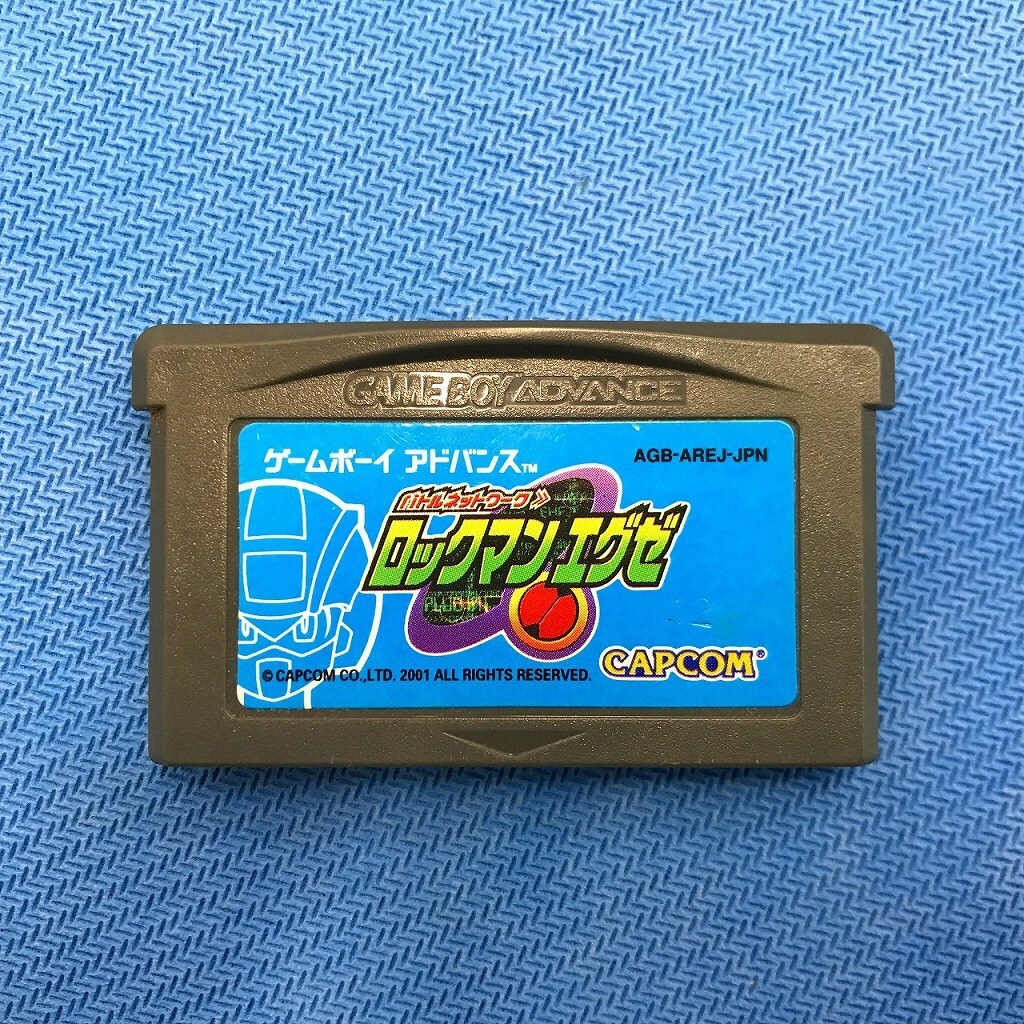 GAME BOY ADVANCE
ゲームボーイ アドバンス™
AGB-AREJ-JPN
バトルネットワーク
ロックマンエグゼ
CAPCOM®
© CAPCOM CO.,LTD. 2001 ALL RIGHTS RESERVED.